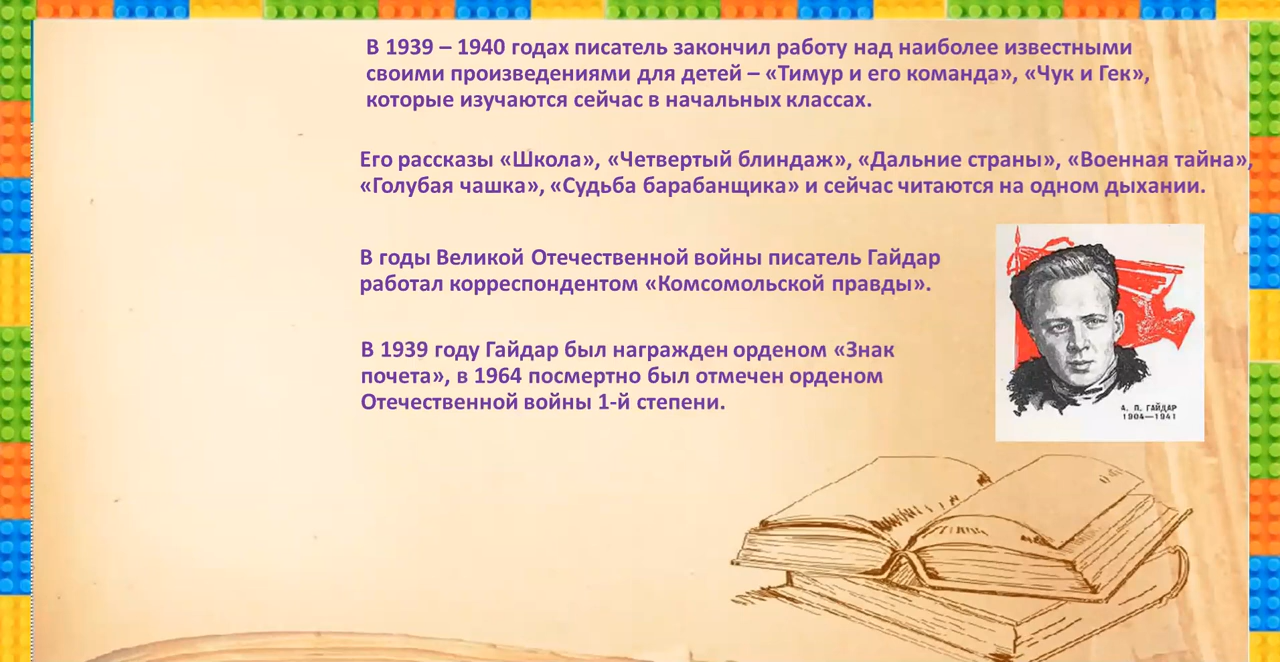 В 1939 – 1940 годах писатель закончил работу над наиболее известными
своими произведениями для детей – «Тимур и его команда», «Чук и Гек»,
которые изучаются сейчас в начальных классах.
Его рассказы «Школа», «Четвертый блиндаж», «Дальние страны», «Военная тайна»,
«Голубая чашка», «Судьба барабанщика» и сейчас читаются на одном дыхании.
В годы Великой Отечественной войны писатель Гайдар
работал корреспондентом «Комсомольской правды».
В 1939 году Гайдар был награжден орденом «Знак
почета», в 1964 посмертно был отмечен орденом
Отечественной войны 1-й степени.
А. П. ГАЙДАР
1904—1941